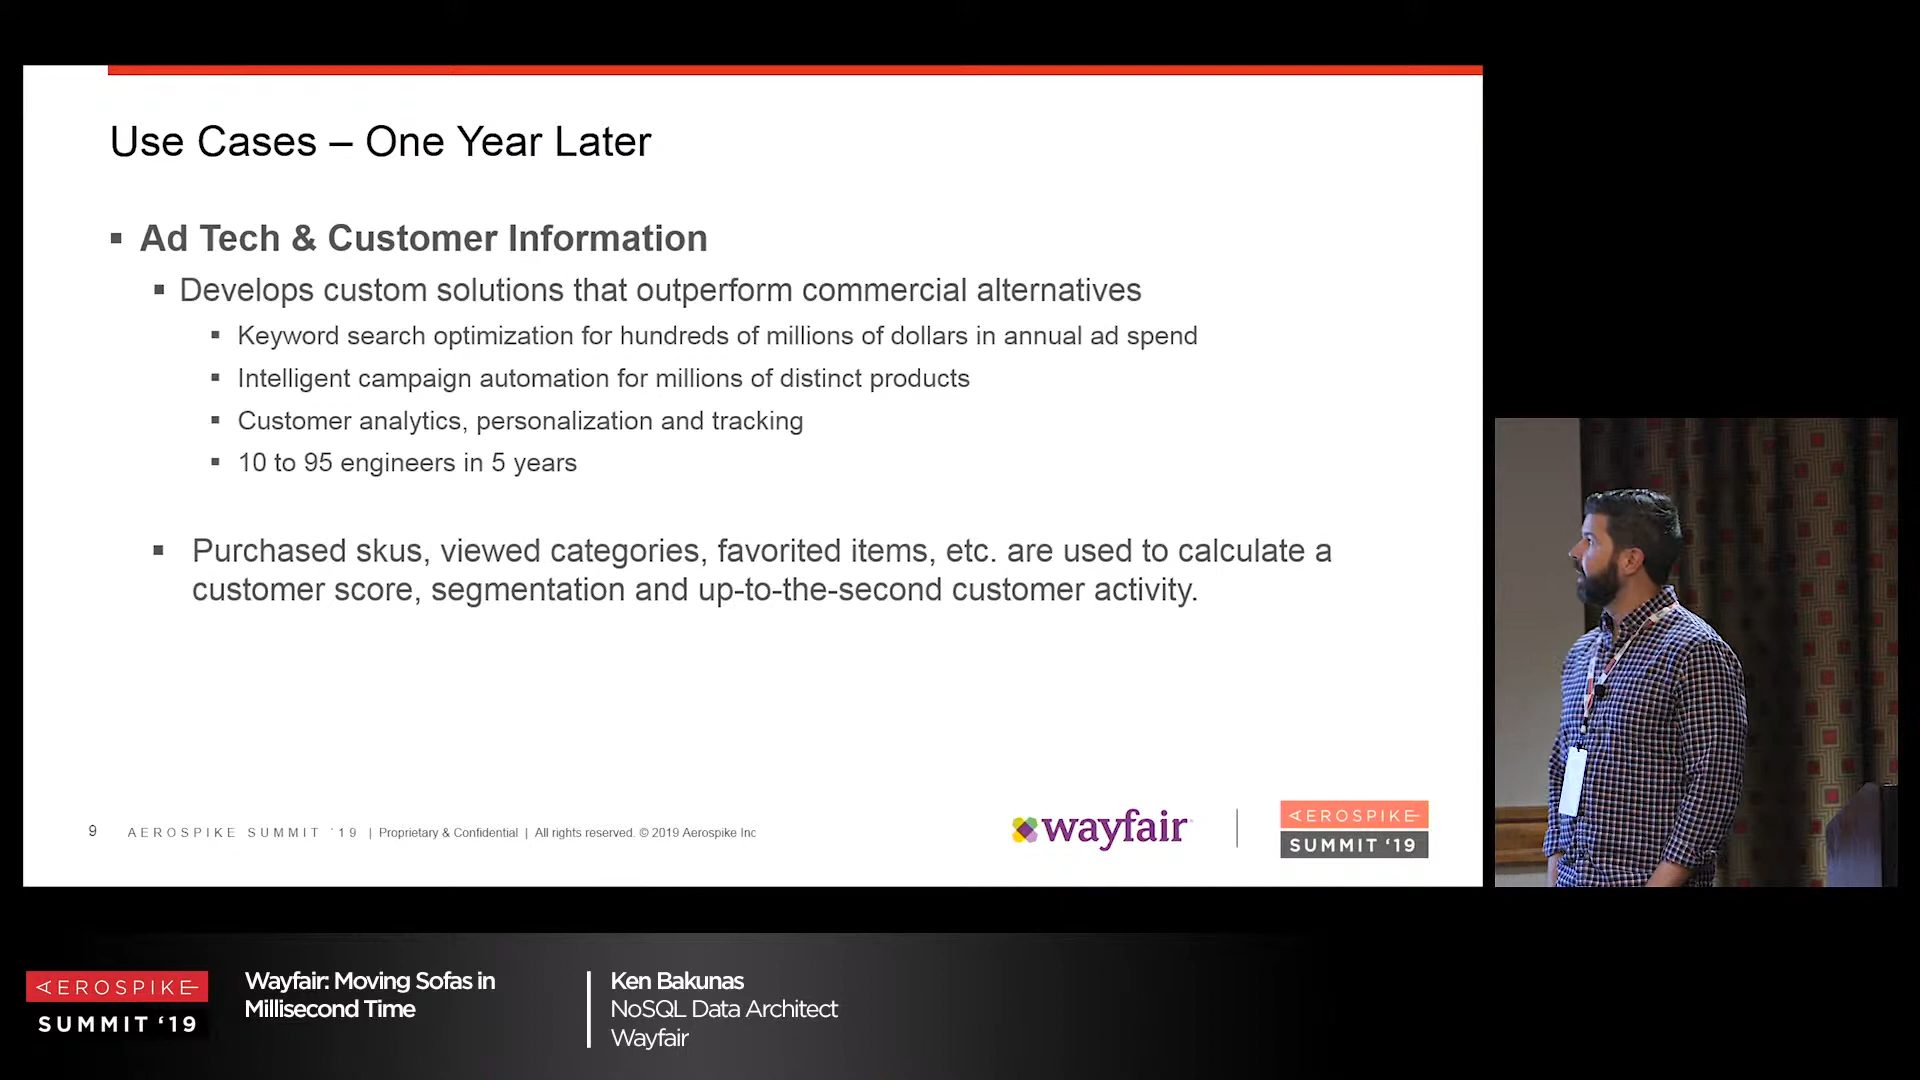 Use Cases – One Year Later
▪ Ad Tech & Customer Information
▪ Develops custom solutions that outperform commercial alternatives
▪ Keyword search optimization for hundreds of millions of dollars in annual ad spend
▪ Intelligent campaign automation for millions of distinct products
▪ Customer analytics, personalization and tracking
▪ 10 to 95 engineers in 5 years
▪ Purchased skus, viewed categories, favorited items, etc. are used to calculate a
customer score, segmentation and up-to-the-second customer activity.
9 AEROSPIKE SUMMIT '19 | Proprietary & Confidential | All rights reserved. © 2019 Aerospike Inc
wayfair
AEROSPIKE
SUMMIT '19
AEROSPIKE
SUMMIT '19
Wayfair: Moving Sofas in
Millisecond Time
Ken Bakunas
NoSQL Data Architect
Wayfair